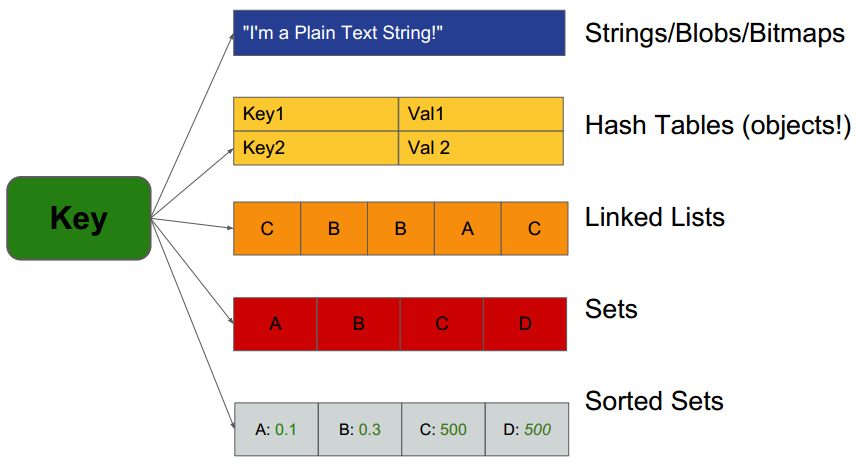 "I'm a Plain Text String!"
Strings/Blobs/Bitmaps
Key1 Val1
Key2 Val 2
Hash Tables (objects!)
Key
C B B A C
Linked Lists
A B C D
Sets
A: 0.1 B: 0.3 C: 500 D: 500
Sorted Sets